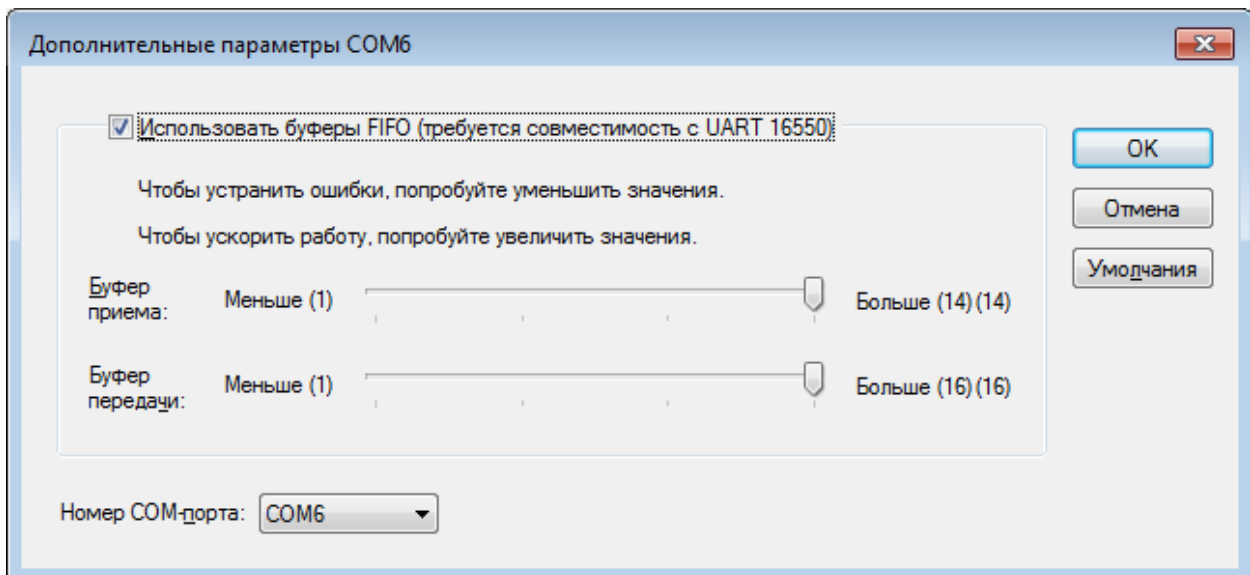 Дополнительные параметры COM6
Использовать буферы FIFO (требуется совместимость с UART 16550)
OK
Чтобы устранить ошибки, попробуйте уменьшить значения.
Отмена
Чтобы ускорить работу, попробуйте увеличить значения.
Умолчания
Буфер
приема:
Меньше (1)
Больше (14) (14)
Буфер
передачи:
Меньше (1)
Больше (16) (16)
Номер COM-порта: COM6